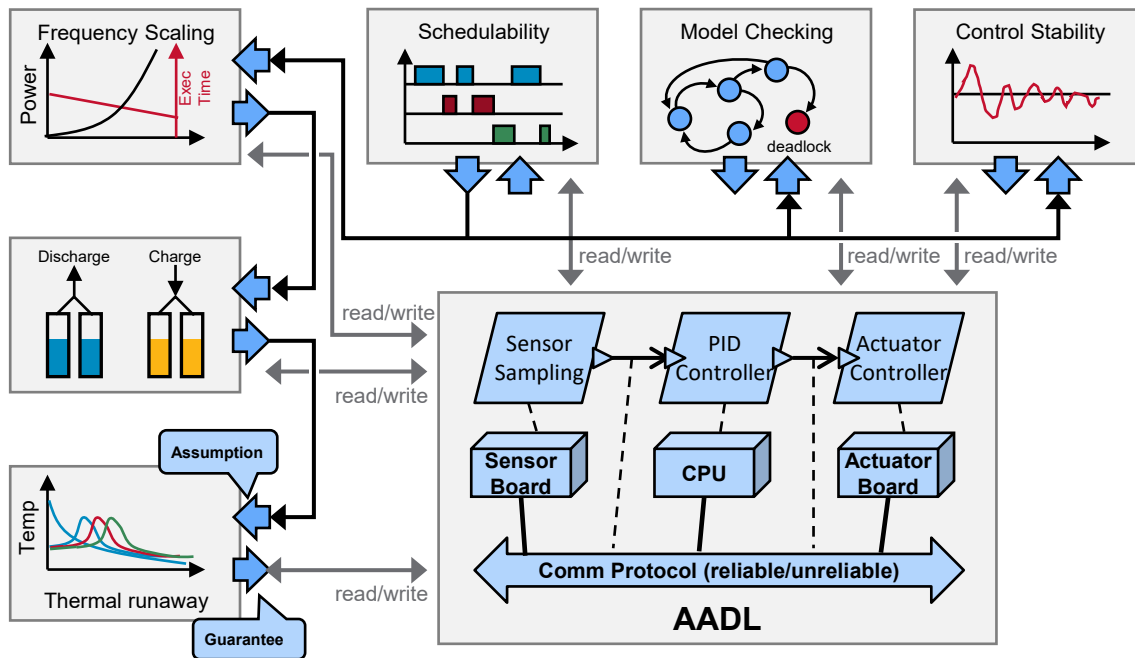 Frequency Scaling
Power
Exec
Time
Schedulability
Model Checking
deadlock
Control Stability
read/write
read/write
read/write
Discharge
Charge
read/write
read/write
Assumption
Temp
Thermal runaway
Guarantee
read/write
Sensor
Sampling
PID
Controller
Actuator
Controller
Sensor
Board
CPU
Actuator
Board
Comm Protocol (reliable/unreliable)
AADL